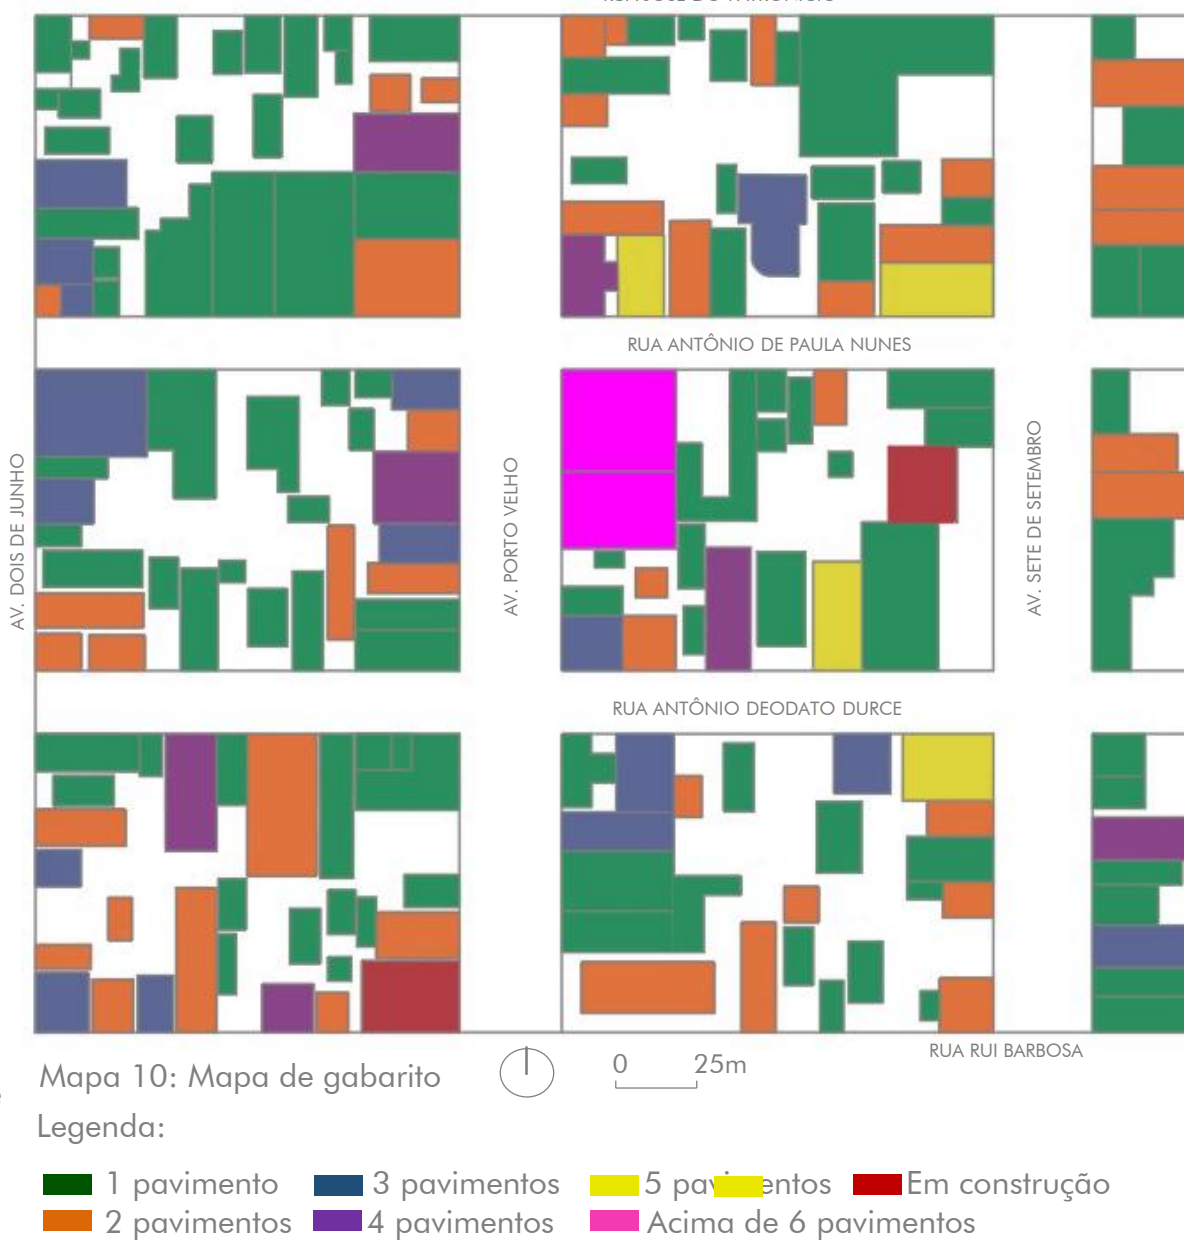 RUA ANTÔNIO DE PAULA NUNES
AV. DOIS DE JUNHO
AV. PORTO VELHO
AV. SETE DE SETEMBRO
RUA ANTÔNIO DEODATO DURCE
RUA RUI BARBOSA
Mapa 10: Mapa de gabarito
0 25m
Legenda:
1 pavimento 3 pavimentos 5 Em construção
2 pavimentos 4 pavimentos Acima de 6 pavimentos